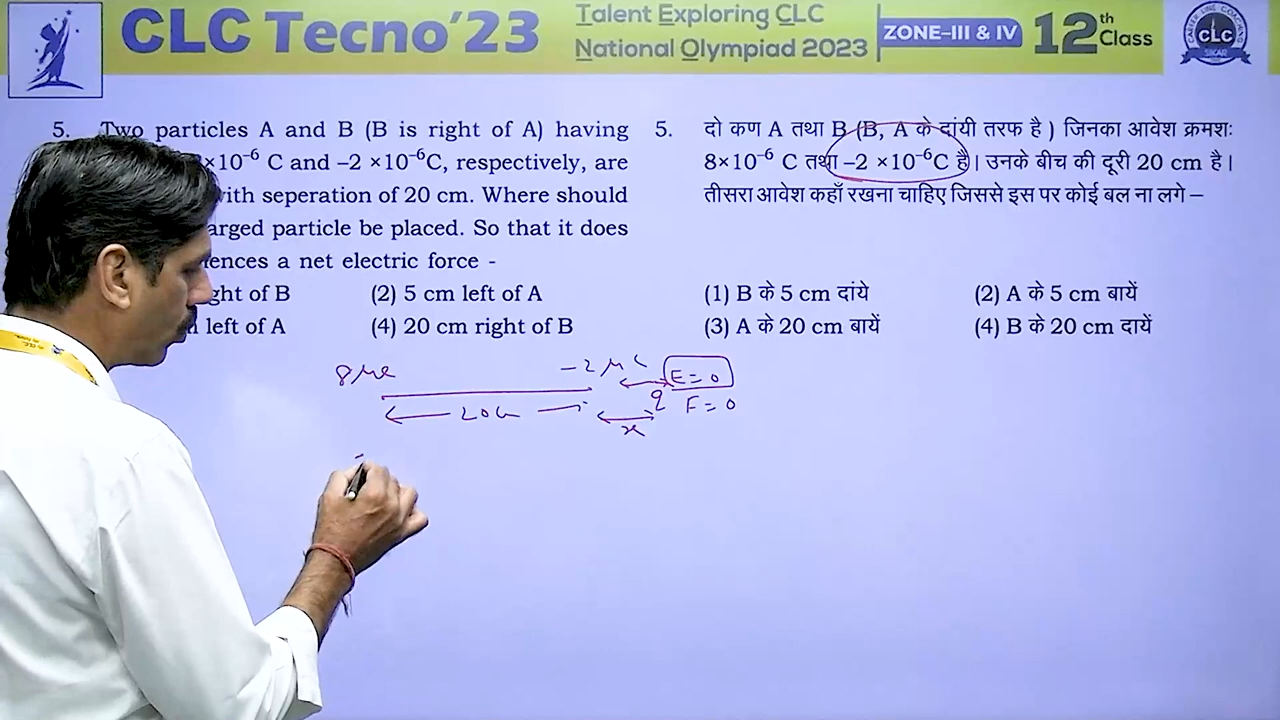 CLC Tecno'23
Talent Exploring CLC
National Olympiad 2023
ZONE–III & IV
12th Class
CLC
SIKAR
5. Two particles A and B (B is right of A) having
×10–6 C and –2 ×10–6C, respectively, are
with seperation of 20 cm. Where should
arged particle be placed. So that it does
iences a net electric force -
ght of B (2) 5 cm left of A
left of A (4) 20 cm right of B
5. दो कण A तथा B (B, A के दांयी तरफ है ) जिनका आवेश क्रमशः
8×10–6 C तथा –2 ×10–6C है। उनके बीच की दूरी 20 cm है।
तीसरा आवेश कहाँ रखना चाहिए जिससे इस पर कोई बल ना लगे –
(1) B के 5 cm दांये (2) A के 5 cm बायें
(3) A के 20 cm बायें (4) B के 20 cm दायें
8μc –2μC E=0
q F=0
20cm x